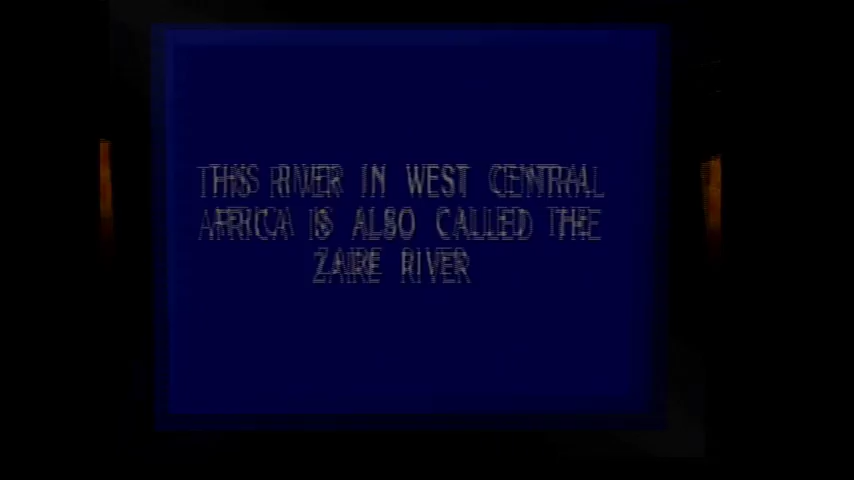 THIS RIVER IN WEST CENTRAL
AFRICA IS ALSO CALLED THE
ZAIRE RIVER